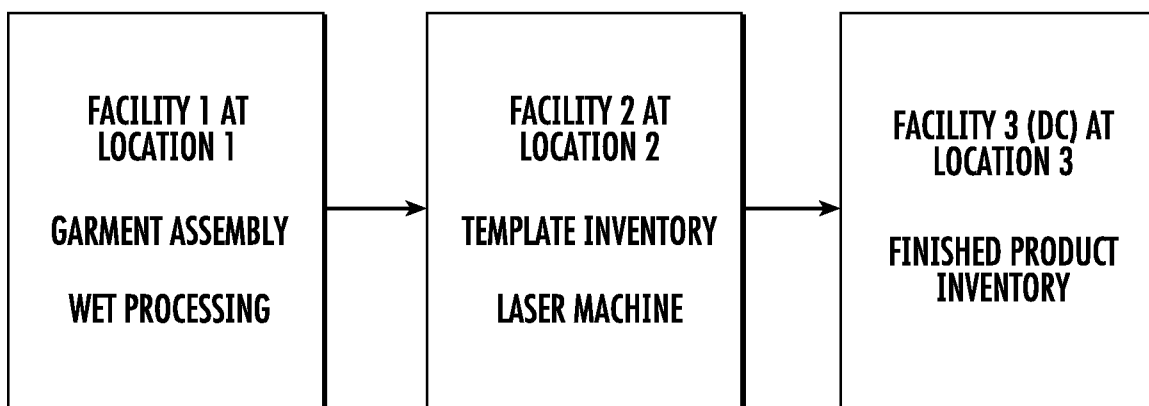 FACILITY 1 AT
LOCATION 1
GARMENT ASSEMBLY
WET PROCESSING
FACILITY 2 AT
LOCATION 2
TEMPLATE INVENTORY
LASER MACHINE
FACILITY 3 (DC) AT
LOCATION 3
FINISHED PRODUCT
INVENTORY